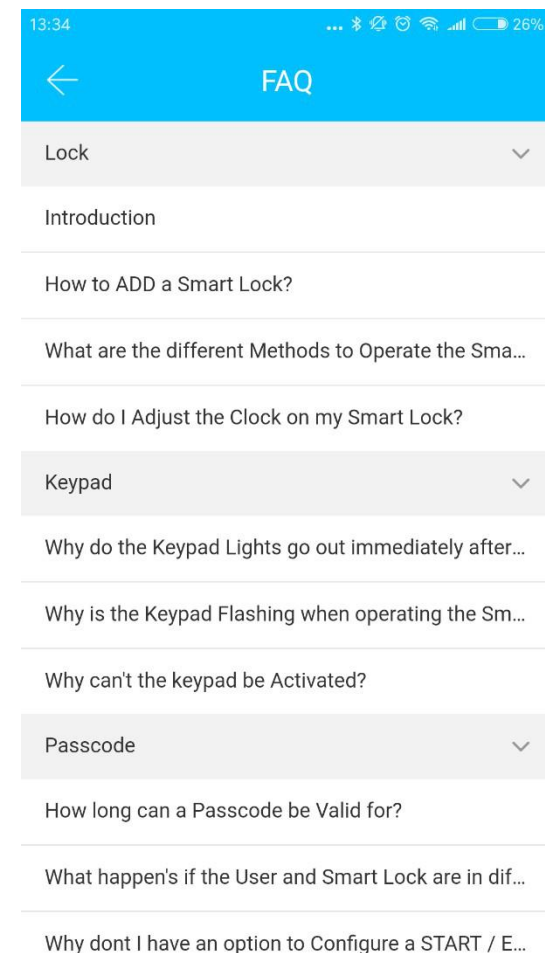 13:34 ... 26%
FAQ
Lock
Introduction
How to ADD a Smart Lock?
What are the different Methods to Operate the Sma...
How do I Adjust the Clock on my Smart Lock?
Keypad
Why do the Keypad Lights go out immediately after...
Why is the Keypad Flashing when operating the Sm...
Why can't the keypad be Activated?
Passcode
How long can a Passcode be Valid for?
What happen's if the User and Smart Lock are in dif...
Why dont I have an option to Configure a START / E...